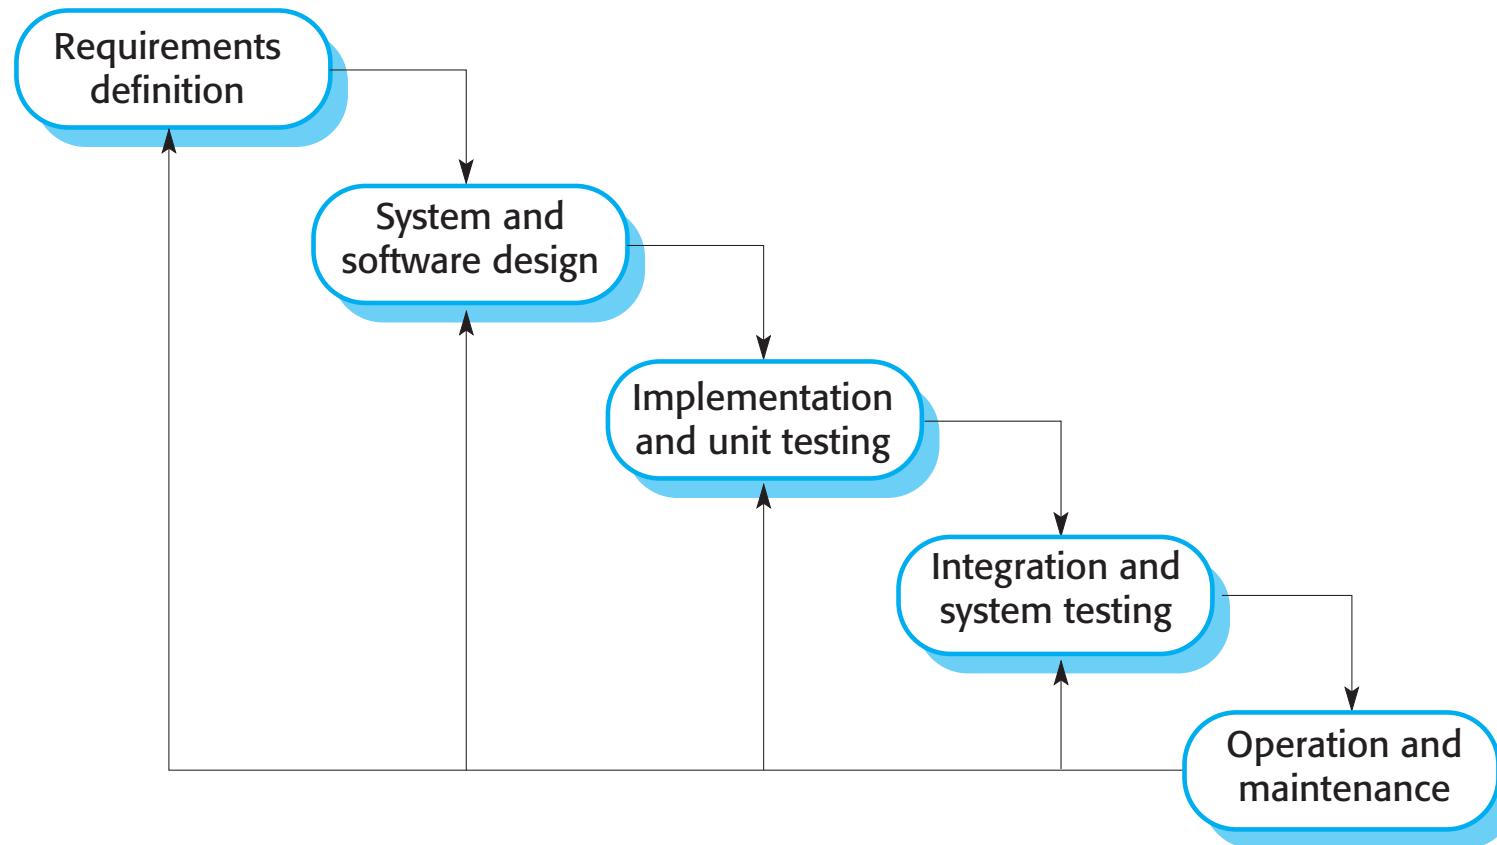 Requirements
definition
System and
software design
Implementation
and unit testing
Integration and
system testing
Operation and
maintenance